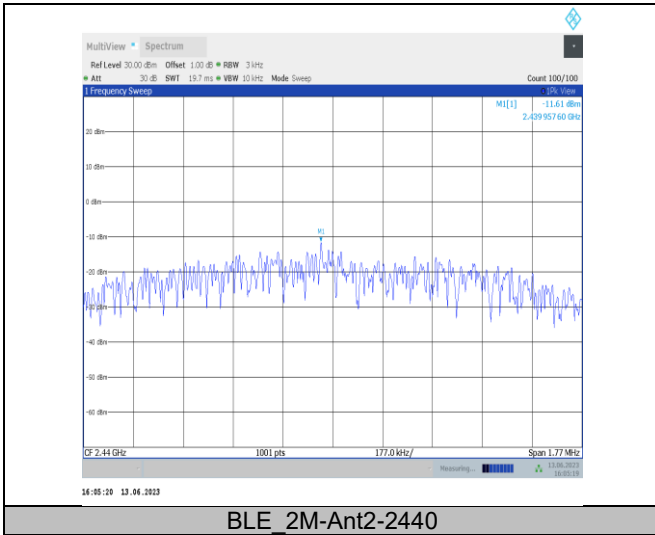 MultiView Spectrum
Ref Level 30.00 dBm Offset 1.00 dB RBW 3 kHz
Att 30 dB SWT 19.7 ms VBW 10 kHz Mode Sweep Count 100/100
1 Frequency Sweep 1Pk View
M1[1] -11.61 dBm
2.43995760 GHz
20 dBm
10 dBm
0 dBm
M1
-10 dBm
-20 dBm
-30 dBm
-40 dBm
-50 dBm
-60 dBm
CF 2.44 GHz 1001 pts 177.0 kHz/ Span 1.77 MHz
Measuring... 13.06.2023
16:05:19
16:05:20 13.06.2023
BLE_2M-Ant2-2440